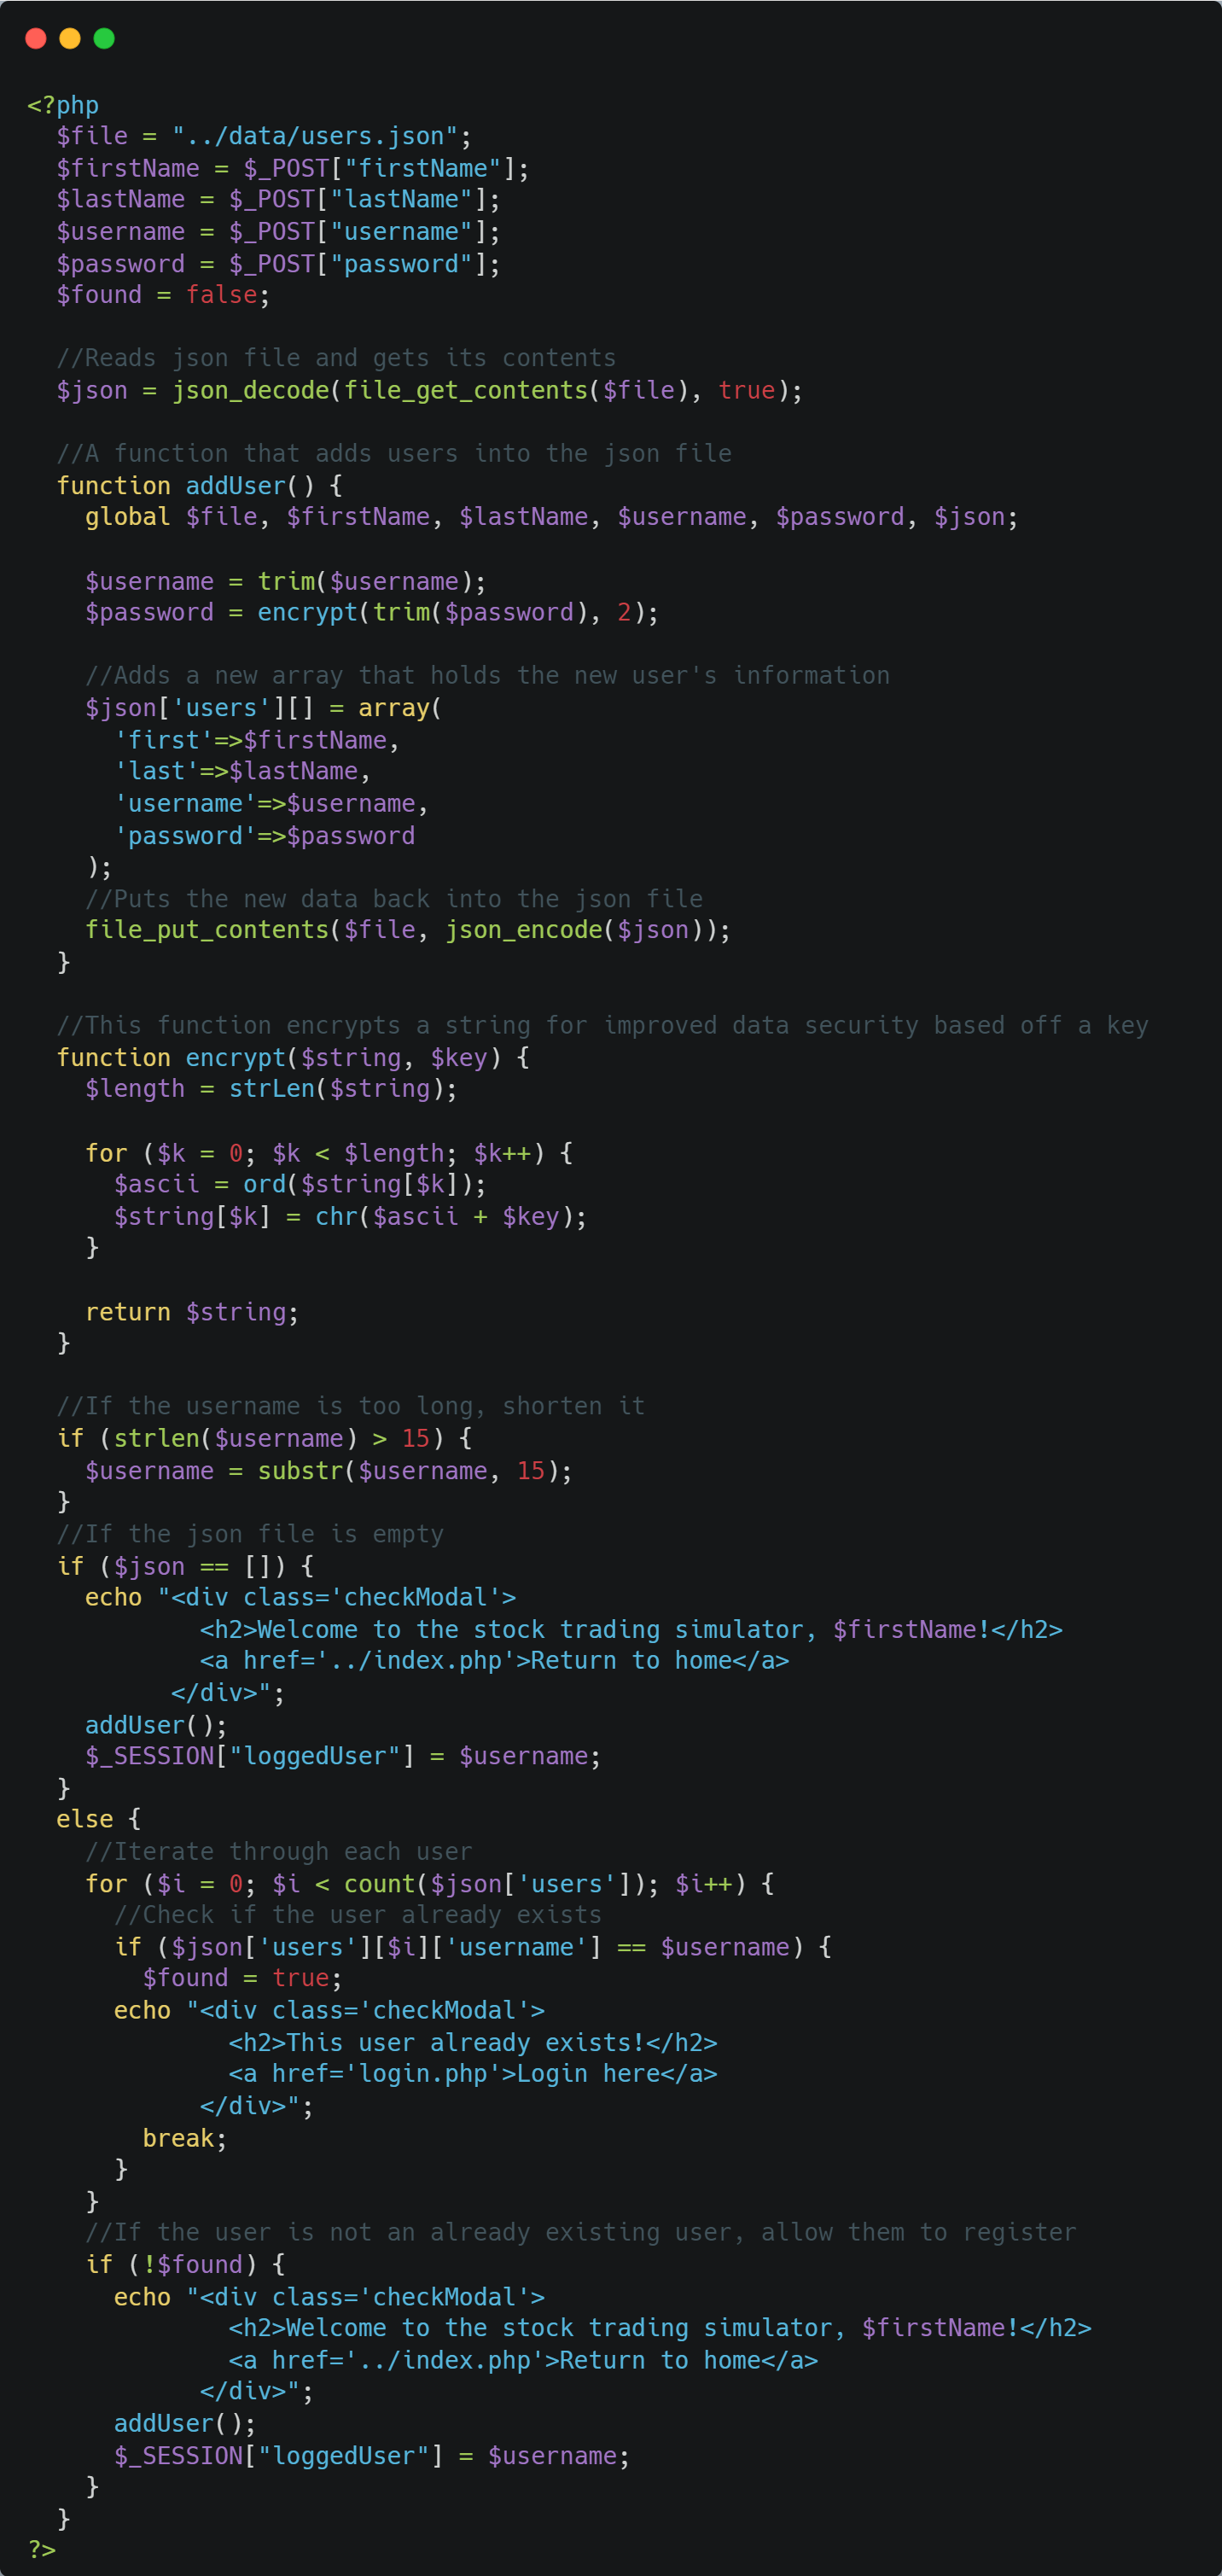 <?php
  $file = "../data/users.json";
  $firstName = $_POST["firstName"];
  $lastName = $_POST["lastName"];
  $username = $_POST["username"];
  $password = $_POST["password"];
  $found = false;

  //Reads json file and gets its contents
  $json = json_decode(file_get_contents($file), true);

  //A function that adds users into the json file
  function addUser() {
    global $file, $firstName, $lastName, $username, $password, $json;

    $username = trim($username);
    $password = encrypt(trim($password), 2);

    //Adds a new array that holds the new user's information
    $json['users'][] = array(
      'first'=>$firstName,
      'last'=>$lastName,
      'username'=>$username,
      'password'=>$password
    );
    //Puts the new data back into the json file
    file_put_contents($file, json_encode($json));
  }

  //This function encrypts a string for improved data security based off a key
  function encrypt($string, $key) {
    $length = strLen($string);

    for ($k = 0; $k < $length; $k++) {
      $ascii = ord($string[$k]);
      $string[$k] = chr($ascii + $key);
    }

    return $string;
  }

  //If the username is too long, shorten it
  if (strlen($username) > 15) {
    $username = substr($username, 15);
  }
  //If the json file is empty
  if ($json == []) {
    echo "<div class='checkModal'>
            <h2>Welcome to the stock trading simulator, $firstName!</h2>
            <a href='../index.php'>Return to home</a>
          </div>";
    addUser();
    $_SESSION["loggedUser"] = $username;
  }
  else {
    //Iterate through each user
    for ($i = 0; $i < count($json['users']); $i++) {
      //Check if the user already exists
      if ($json['users'][$i]['username'] == $username) {
        $found = true;
      echo "<div class='checkModal'>
              <h2>This user already exists!</h2>
              <a href='login.php'>Login here</a>
            </div>";
        break;
      }
    }
    //If the user is not an already existing user, allow them to register
    if (!$found) {
      echo "<div class='checkModal'>
              <h2>Welcome to the stock trading simulator, $firstName!</h2>
              <a href='../index.php'>Return to home</a>
            </div>";
      addUser();
      $_SESSION["loggedUser"] = $username;
    }
  }
?>